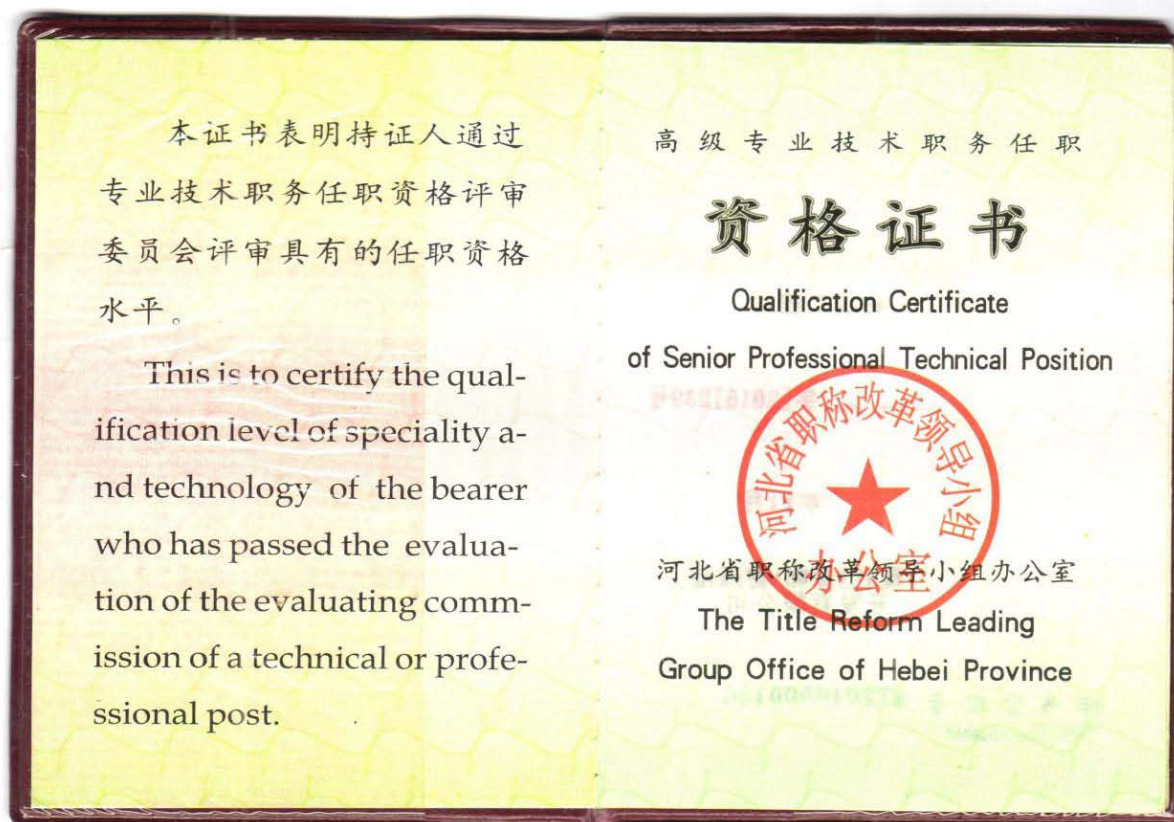 本证书表明持证人通过
专业技术职务任职资格评审
委员会评审具有的任职资格
水平。
This is to certify the qual-
ification level of speciality a-
nd technology of the bearer
who has passed the evalua-
tion of the evaluating comm-
ission of a technical or profe-
ssional post.
高级专业技术职务任职
资格证书
Qualification Certificate
of Senior Professional Technical Position
河北省职称改革领导小组
办公室
河北省职称改革领导小组办公室
The Title Reform Leading
Group Office of Hebei Province